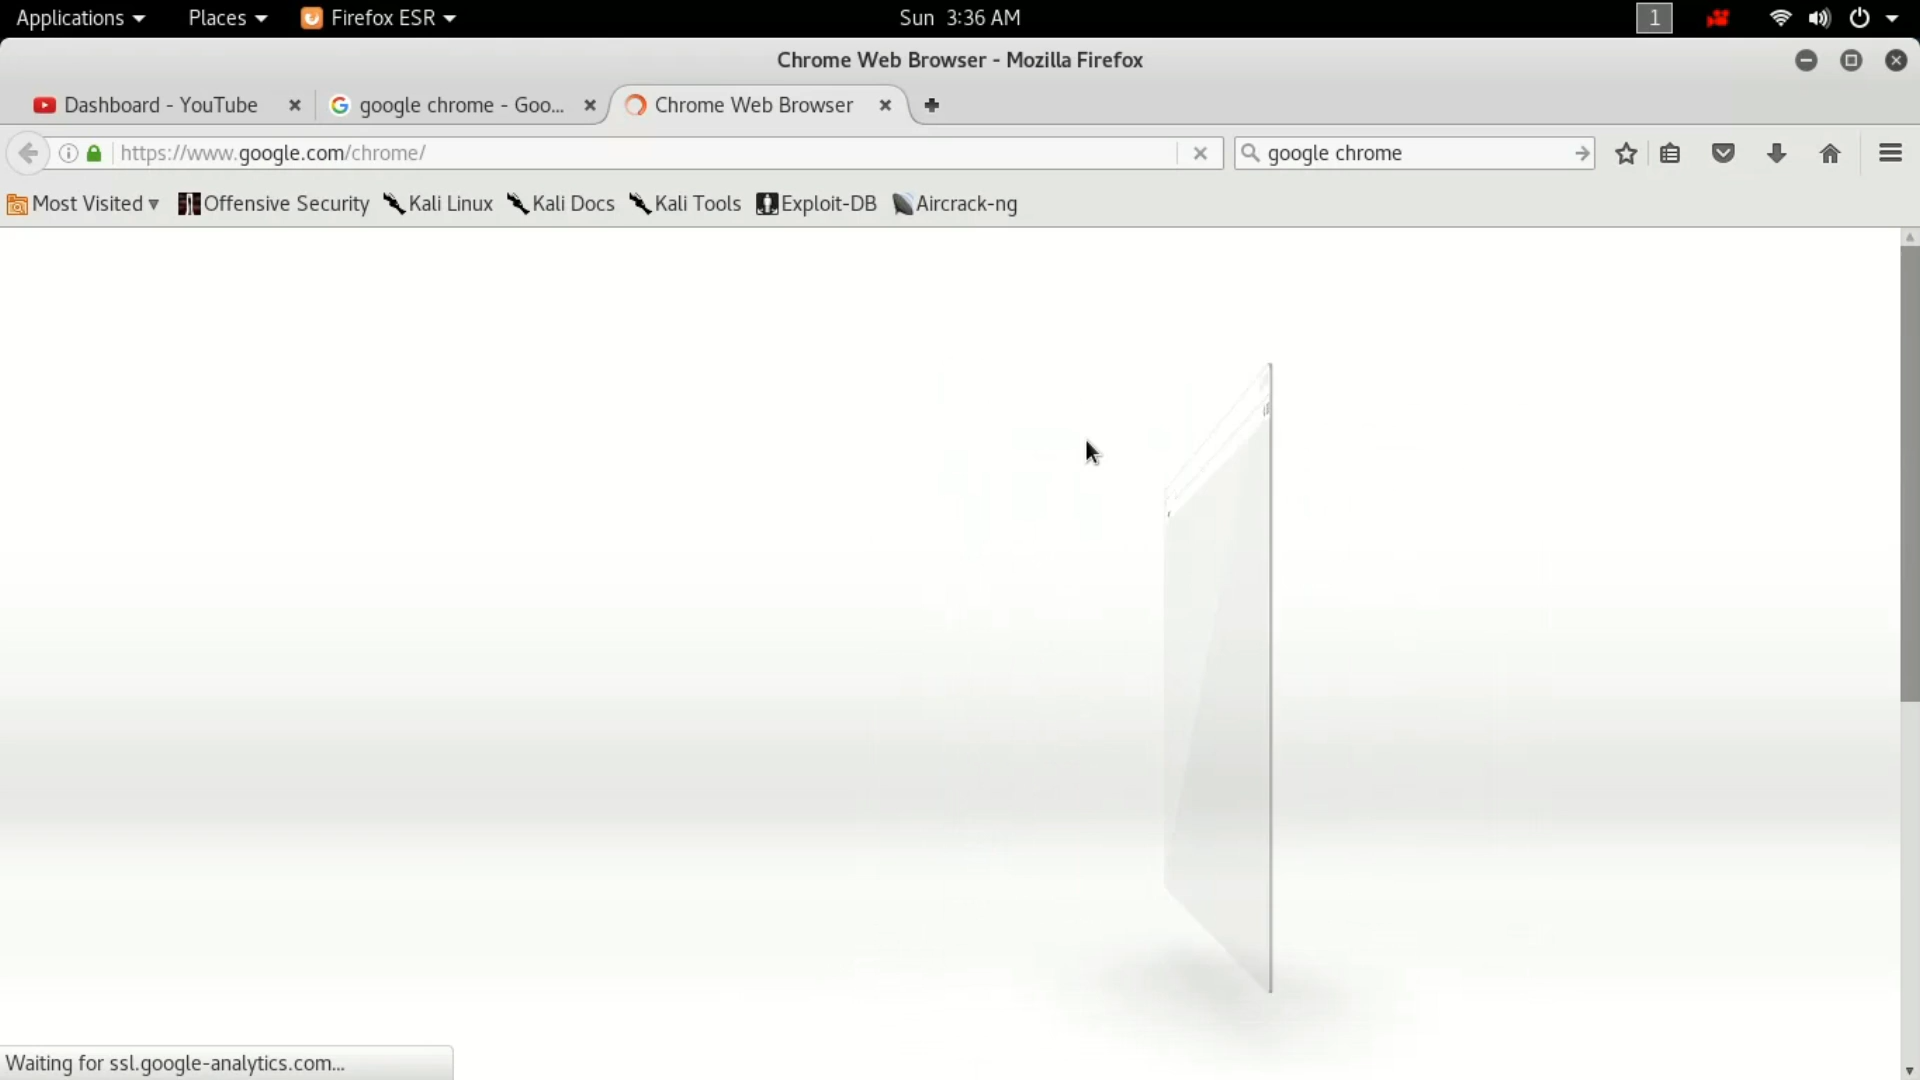 Applications Places Firefox ESR Sun 3:36 AM 1
Chrome Web Browser - Mozilla Firefox
Dashboard - YouTube google chrome - Goo... Chrome Web Browser
https://www.google.com/chrome/ google chrome
Most Visited Offensive Security Kali Linux Kali Docs Kali Tools Exploit-DB Aircrack-ng
Waiting for ssl.google-analytics.com...